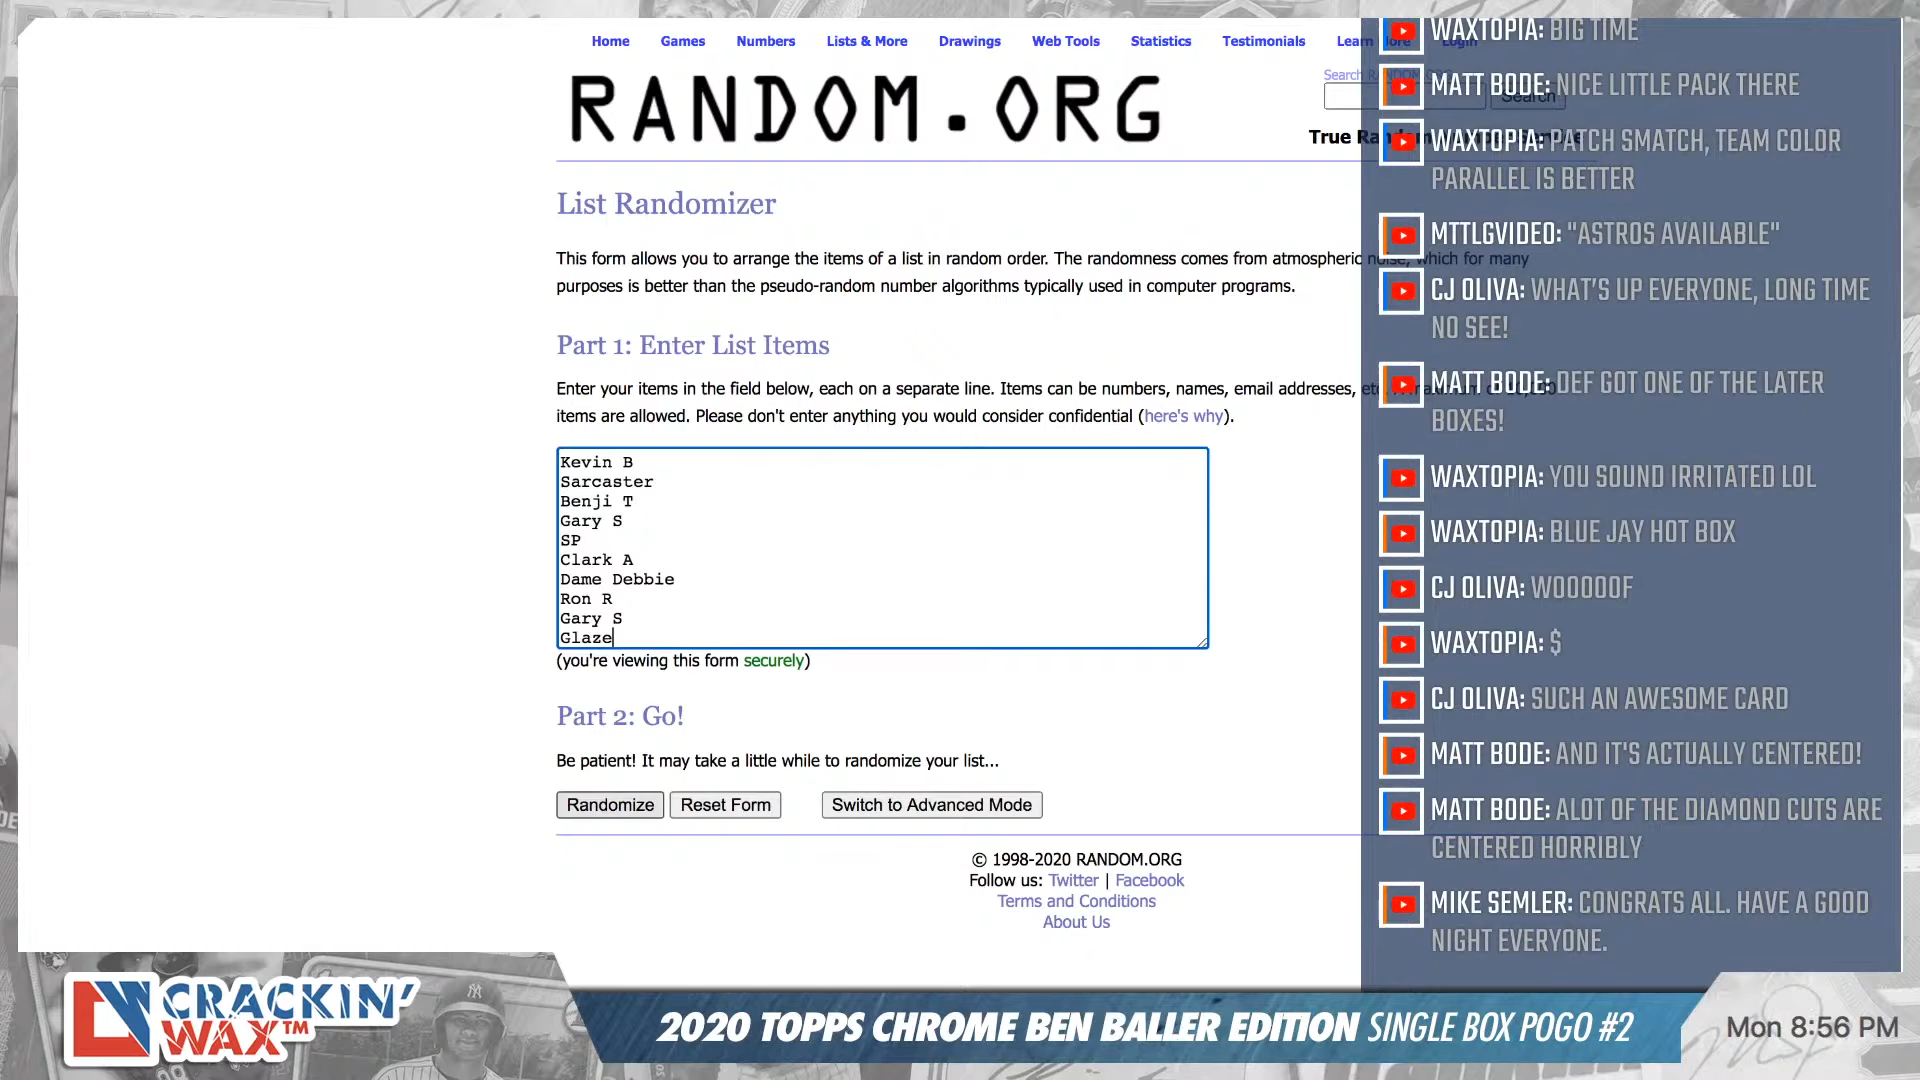 Home Games Numbers Lists & More Drawings Web Tools Statistics Testimonials Learn More Login
RANDOM.ORG
Search RANDOM.ORG
Search
True
List Randomizer
This form allows you to arrange the items of a list in random order. The randomness comes from atmospheric noise, which for many
purposes is better than the pseudo-random number algorithms typically used in computer programs.
Part 1: Enter List Items
Enter your items in the field below, each on a separate line. Items can be numbers, names, email addresses,
items are allowed. Please don't enter anything you would consider confidential (here's why).
Kevin B
Sarcaster
Benji T
Gary S
SP
Clark A
Dame Debbie
Ron R
Gary S
Glaze
(you're viewing this form securely)
Part 2: Go!
Be patient! It may take a little while to randomize your list...
Randomize Reset Form Switch to Advanced Mode
© 1998-2020 RANDOM.ORG
Follow us: Twitter | Facebook
Terms and Conditions
About Us
WAXTOPIA: BIG TIME
MATT BODE: NICE LITTLE PACK THERE
WAXTOPIA: PATCH SMATCH, TEAM COLOR
PARALLEL IS BETTER
MTTLGVIDEO: "ASTROS AVAILABLE"
CJ OLIVA: WHAT'S UP EVERYONE, LONG TIME
NO SEE!
MATT BODE: DEF GOT ONE OF THE LATER
BOXES!
WAXTOPIA: YOU SOUND IRRITATED LOL
WAXTOPIA: BLUE JAY HOT BOX
CJ OLIVA: WOOOOOF
WAXTOPIA: $
CJ OLIVA: SUCH AN AWESOME CARD
MATT BODE: AND IT'S ACTUALLY CENTERED!
MATT BODE: ALOT OF THE DIAMOND CUTS ARE
CENTERED HORRIBLY
MIKE SEMLER: CONGRATS ALL. HAVE A GOOD
NIGHT EVERYONE.
CRACKIN'
WAX™
2020 TOPPS CHROME BEN BALLER EDITION SINGLE BOX POGO #2
Mon 8:56 PM